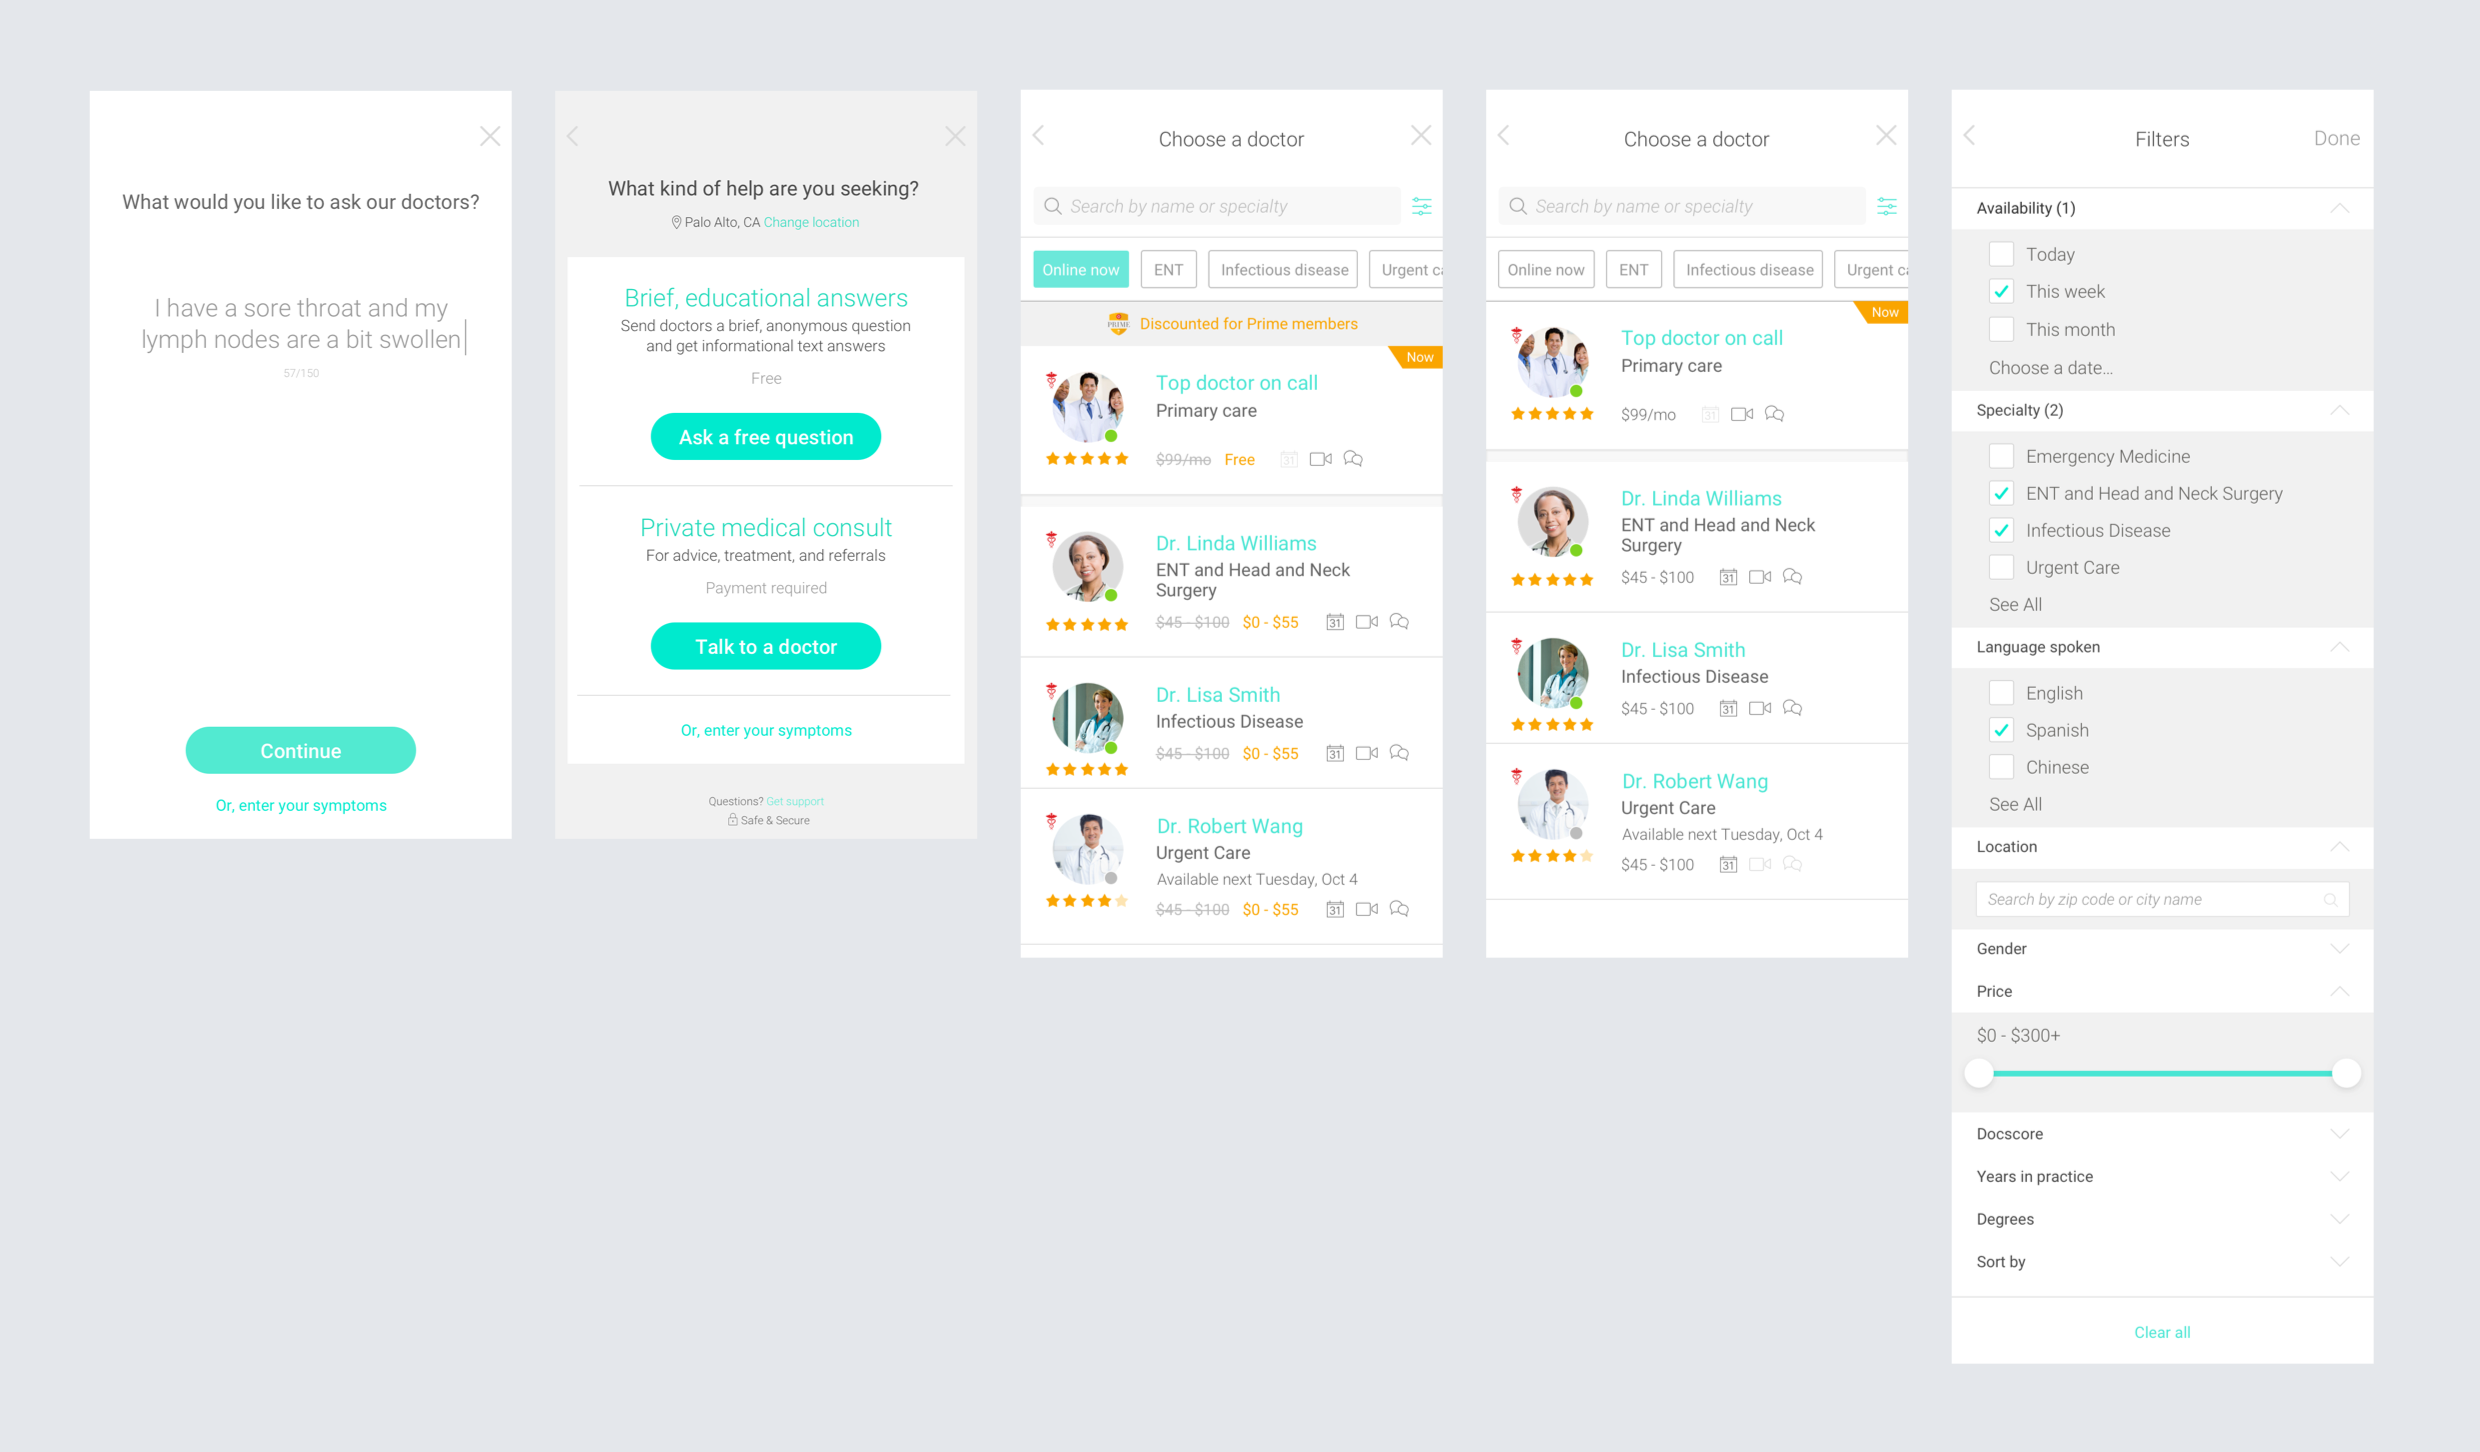 What would you like to ask our doctors?
I have a sore throat and my
lymph nodes are a bit swollen
57/150
Continue
Or, enter your symptoms
What kind of help are you seeking?
Palo Alto, CA Change location
Brief, educational answers
Send doctors a brief, anonymous question
and get informational text answers
Free
Ask a free question
Private medical consult
For advice, treatment, and referrals
Payment required
Talk to a doctor
Or, enter your symptoms
Questions? Get support
Safe & Secure
Choose a doctor
Search by name or specialty
Online now ENT Infectious disease Urgent ca
PRIME Discounted for Prime members
Now
Top doctor on call
Primary care
$99/mo Free 31
Dr. Linda Williams
ENT and Head and Neck
Surgery
$45 - $100 $0 - $55 31
Dr. Lisa Smith
Infectious Disease
$45 - $100 $0 - $55 31
Dr. Robert Wang
Urgent Care
Available next Tuesday, Oct 4
$45 - $100 $0 - $55 31
Choose a doctor
Search by name or specialty
Online now ENT Infectious disease Urgent ca
Now
Top doctor on call
Primary care
$99/mo 31
Dr. Linda Williams
ENT and Head and Neck
Surgery
$45 - $100 31
Dr. Lisa Smith
Infectious Disease
$45 - $100 31
Dr. Robert Wang
Urgent Care
Available next Tuesday, Oct 4
$45 - $100 31
Filters Done
Availability (1)
Today
This week
This month
Choose a date...
Specialty (2)
Emergency Medicine
ENT and Head and Neck Surgery
Infectious Disease
Urgent Care
See All
Language spoken
English
Spanish
Chinese
See All
Location
Search by zip code or city name
Gender
Price
$0 - $300+
Docscore
Years in practice
Degrees
Sort by
Clear all